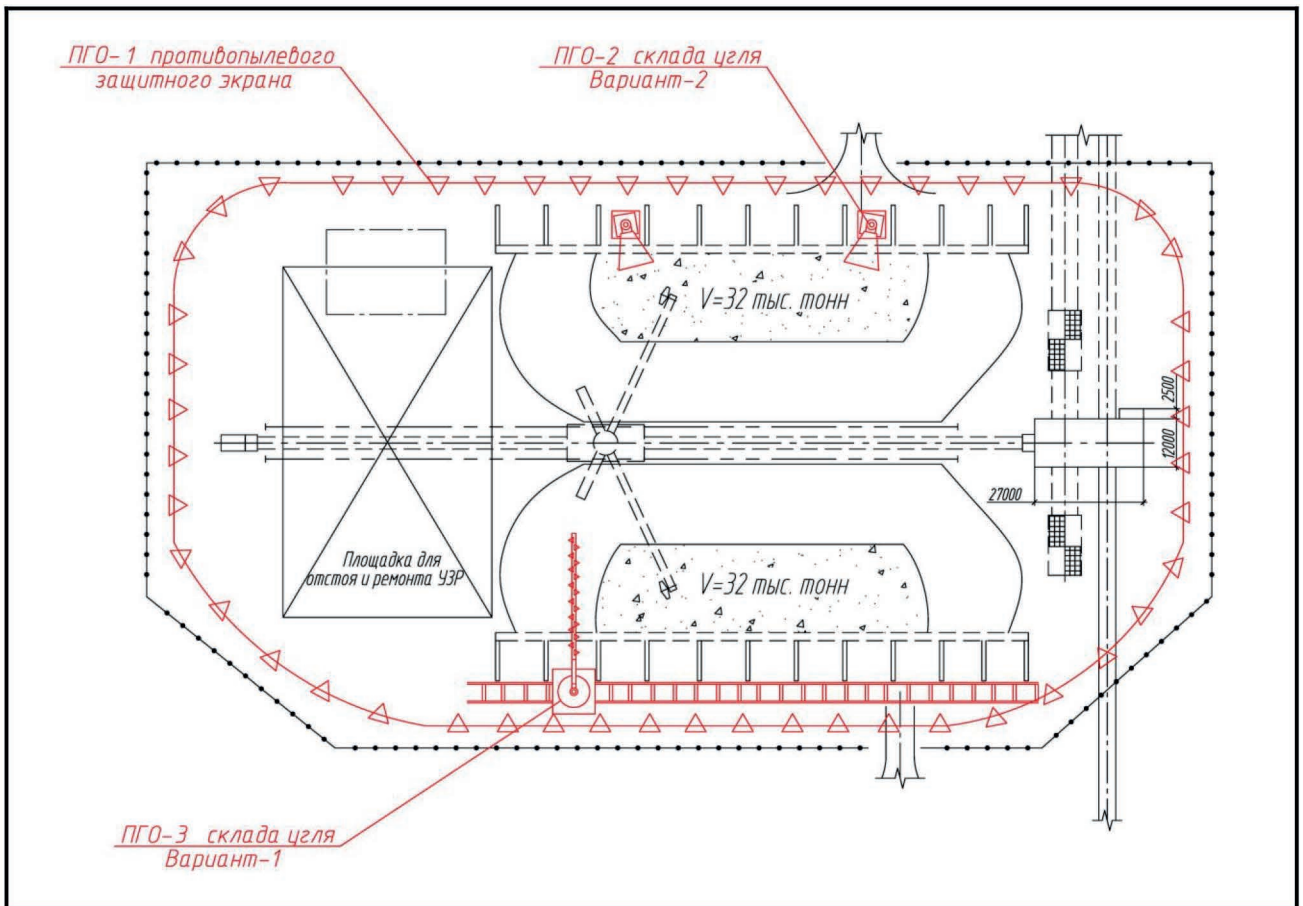 ПГО-1 противопылевого
защитного экрана
ПГО-2 склада угля
Вариант-2
V=32 тыс. тонн
2500
12000
27000
Площадка для
отстоя и ремонта УЗР
V=32 тыс. тонн
ПГО-3 склада угля
Вариант-1